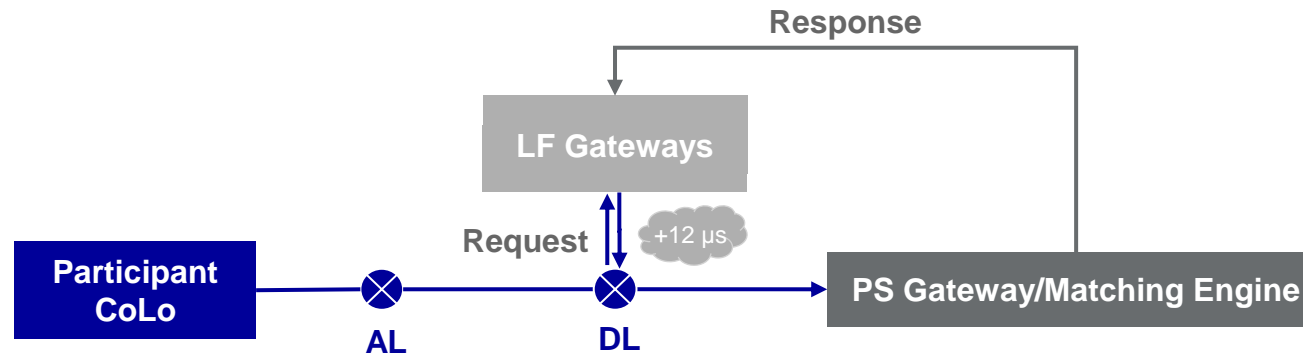 Response
LF Gateways
Request
+12 µs
Participant
CoLo
PS Gateway/Matching Engine
AL
DL